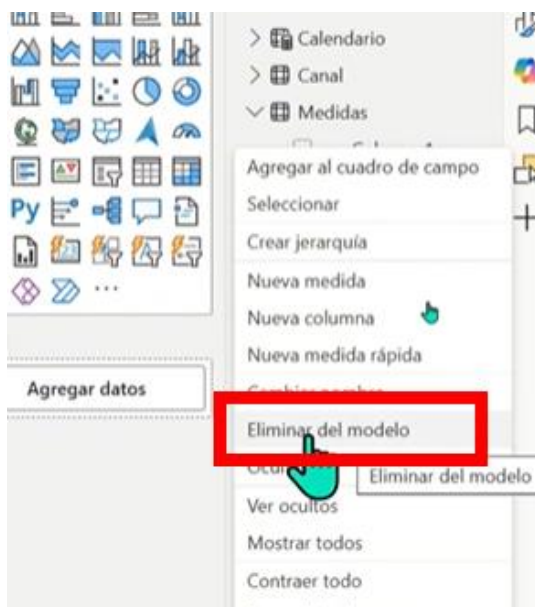 Calendario
Canal
Medidas
Agregar al cuadro de campo
Seleccionar
Crear jerarquía
Nueva medida
Nueva columna
Nueva medida rápida
Py
Agregar datos
Eliminar del modelo
Eliminar del modelo
Ver ocultos
Mostrar todos
Contraer todo